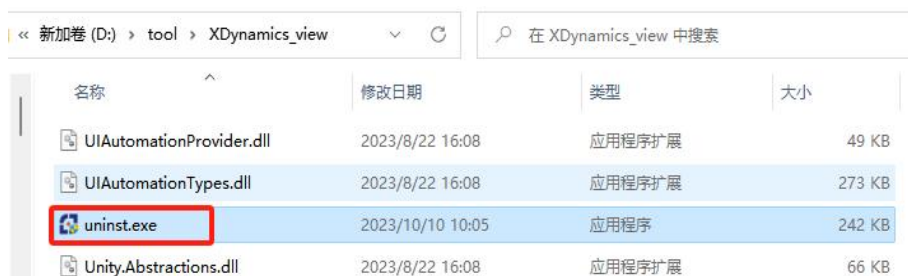 « 新加卷 (D:) › tool › XDynamics_view
在 XDynamics_view 中搜索
名称 修改日期 类型 大小
UIAutomationProvider.dll 2023/8/22 16:08 应用程序扩展 49 KB
UIAutomationTypes.dll 2023/8/22 16:08 应用程序扩展 273 KB
uninst.exe 2023/10/10 10:05 应用程序 242 KB
Unity.Abstractions.dll 2023/8/22 16:08 应用程序扩展 66 KB